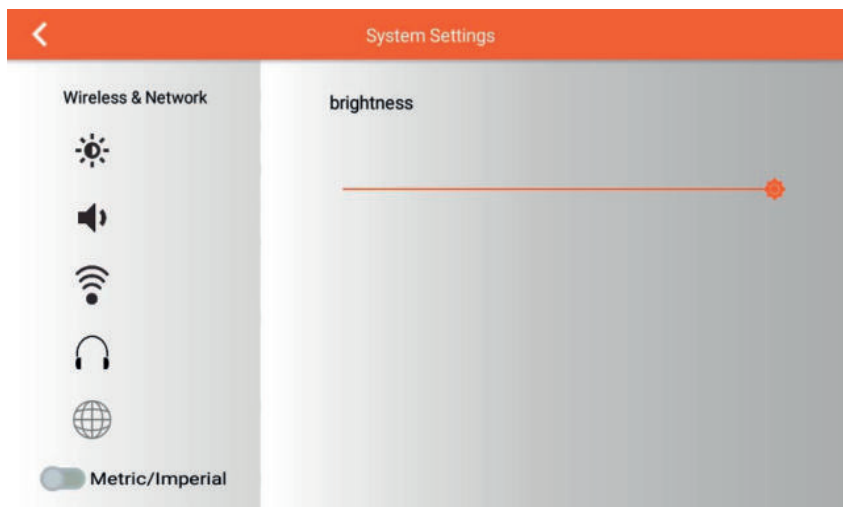 System Settings
Wireless & Network
brightness
Metric/Imperial